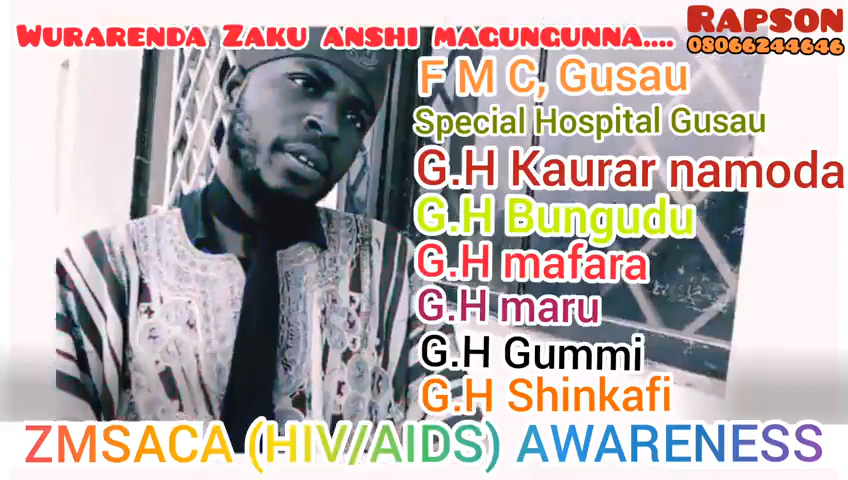 Wurarenda Zaku anshi magungunna....
Rapson
08066244646
F M C, Gusau
Special Hospital Gusau
G.H Kaurar namoda
G.H Bungudu
G.H mafara
G.H maru
G.H Gummi
G.H Shinkafi
ZMSACA (HIV/AIDS) AWARENESS